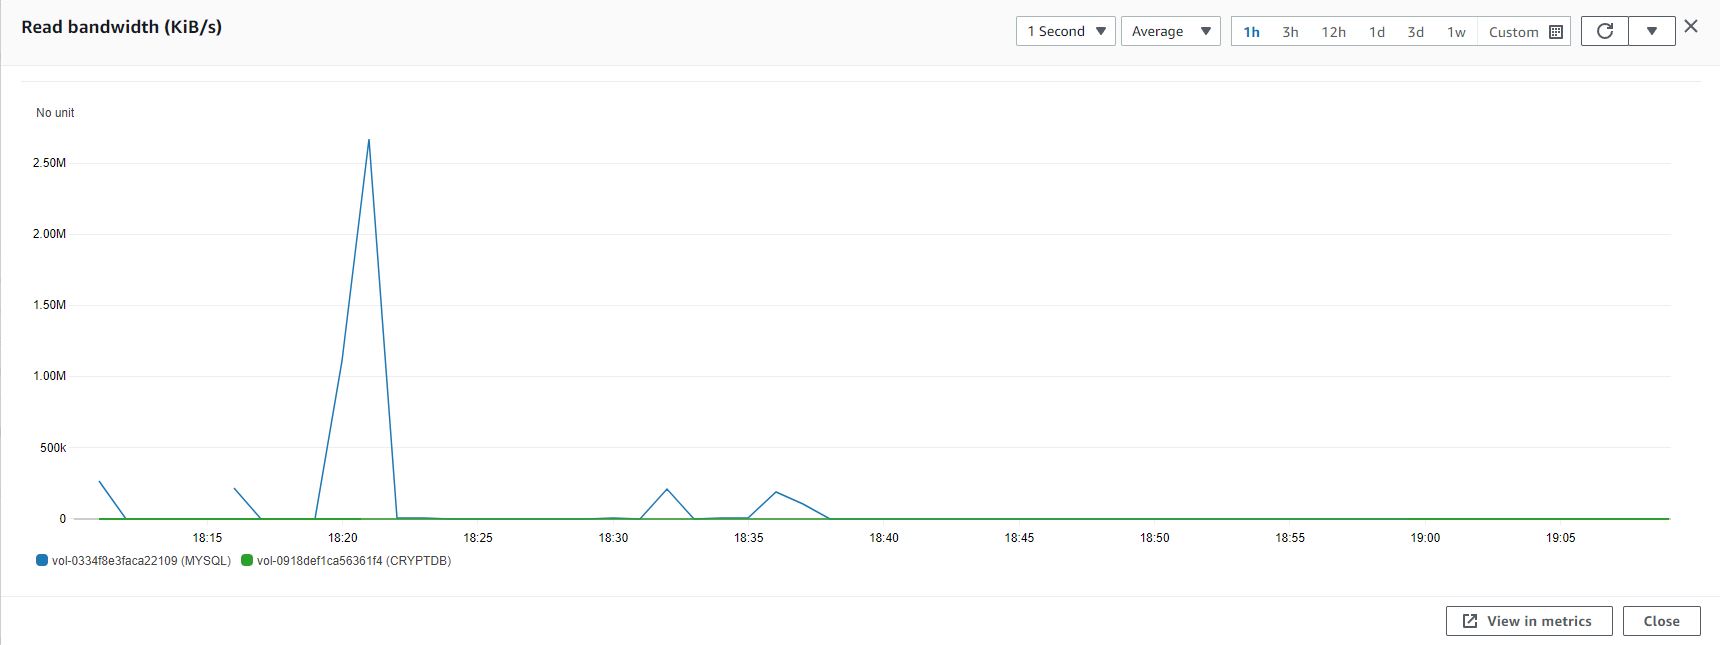 Read bandwidth (KiB/s)
1 Second
Average
1h 3h 12h 1d 3d 1w Custom
No unit
2.50M
2.00M
1.50M
1.00M
500k
0
18:15 18:20 18:25 18:30 18:35 18:40 18:45 18:50 18:55 19:00 19:05
vol-0334f8e3faca22109 (MYSQL) vol-0918def1ca56361f4 (CRYPTDB)
View in metrics Close